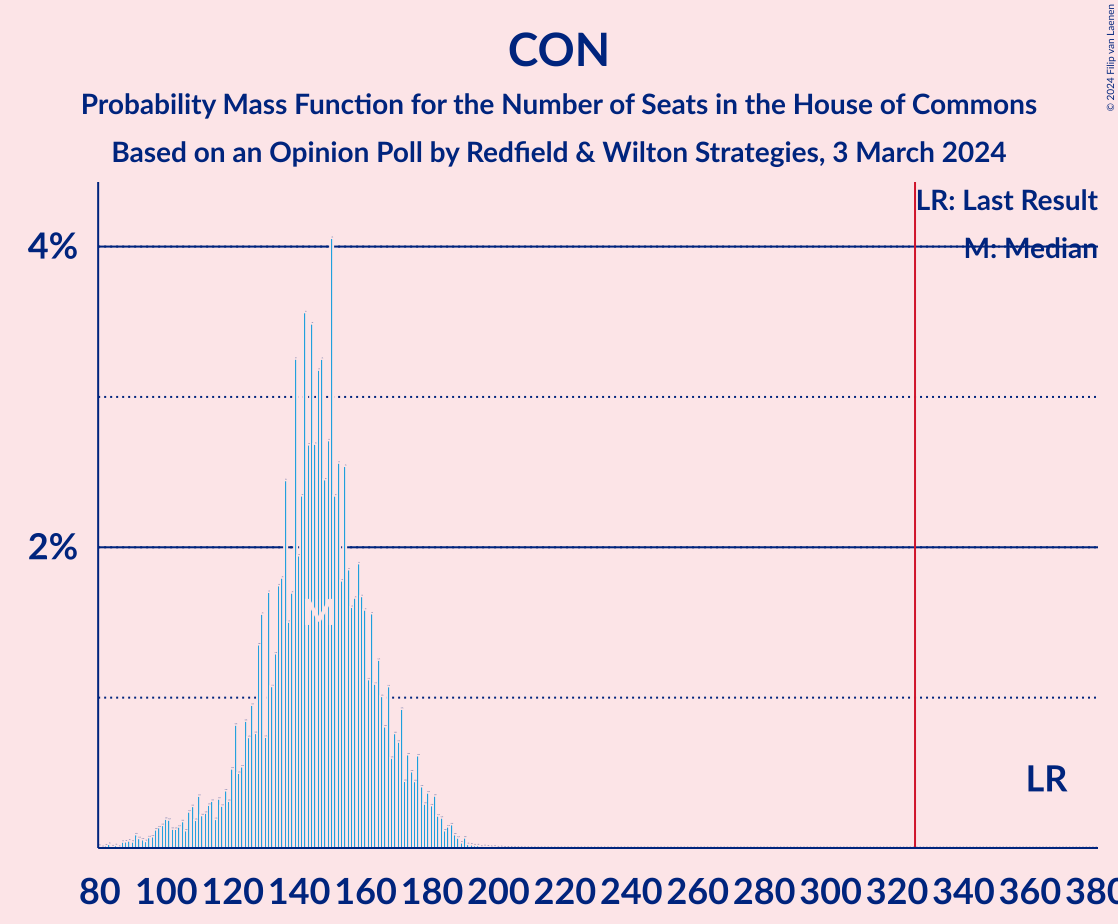 CON
Probability Mass Function for the Number of Seats in the House of Commons
Based on an Opinion Poll by Redfield & Wilton Strategies, 3 March 2024
© 2024 Filip van Laenen
LR: Last Result
M: Median
4%
2%
M
LR
80 100 120 140 160 180 200 220 240 260 280 300 320 340 360 380